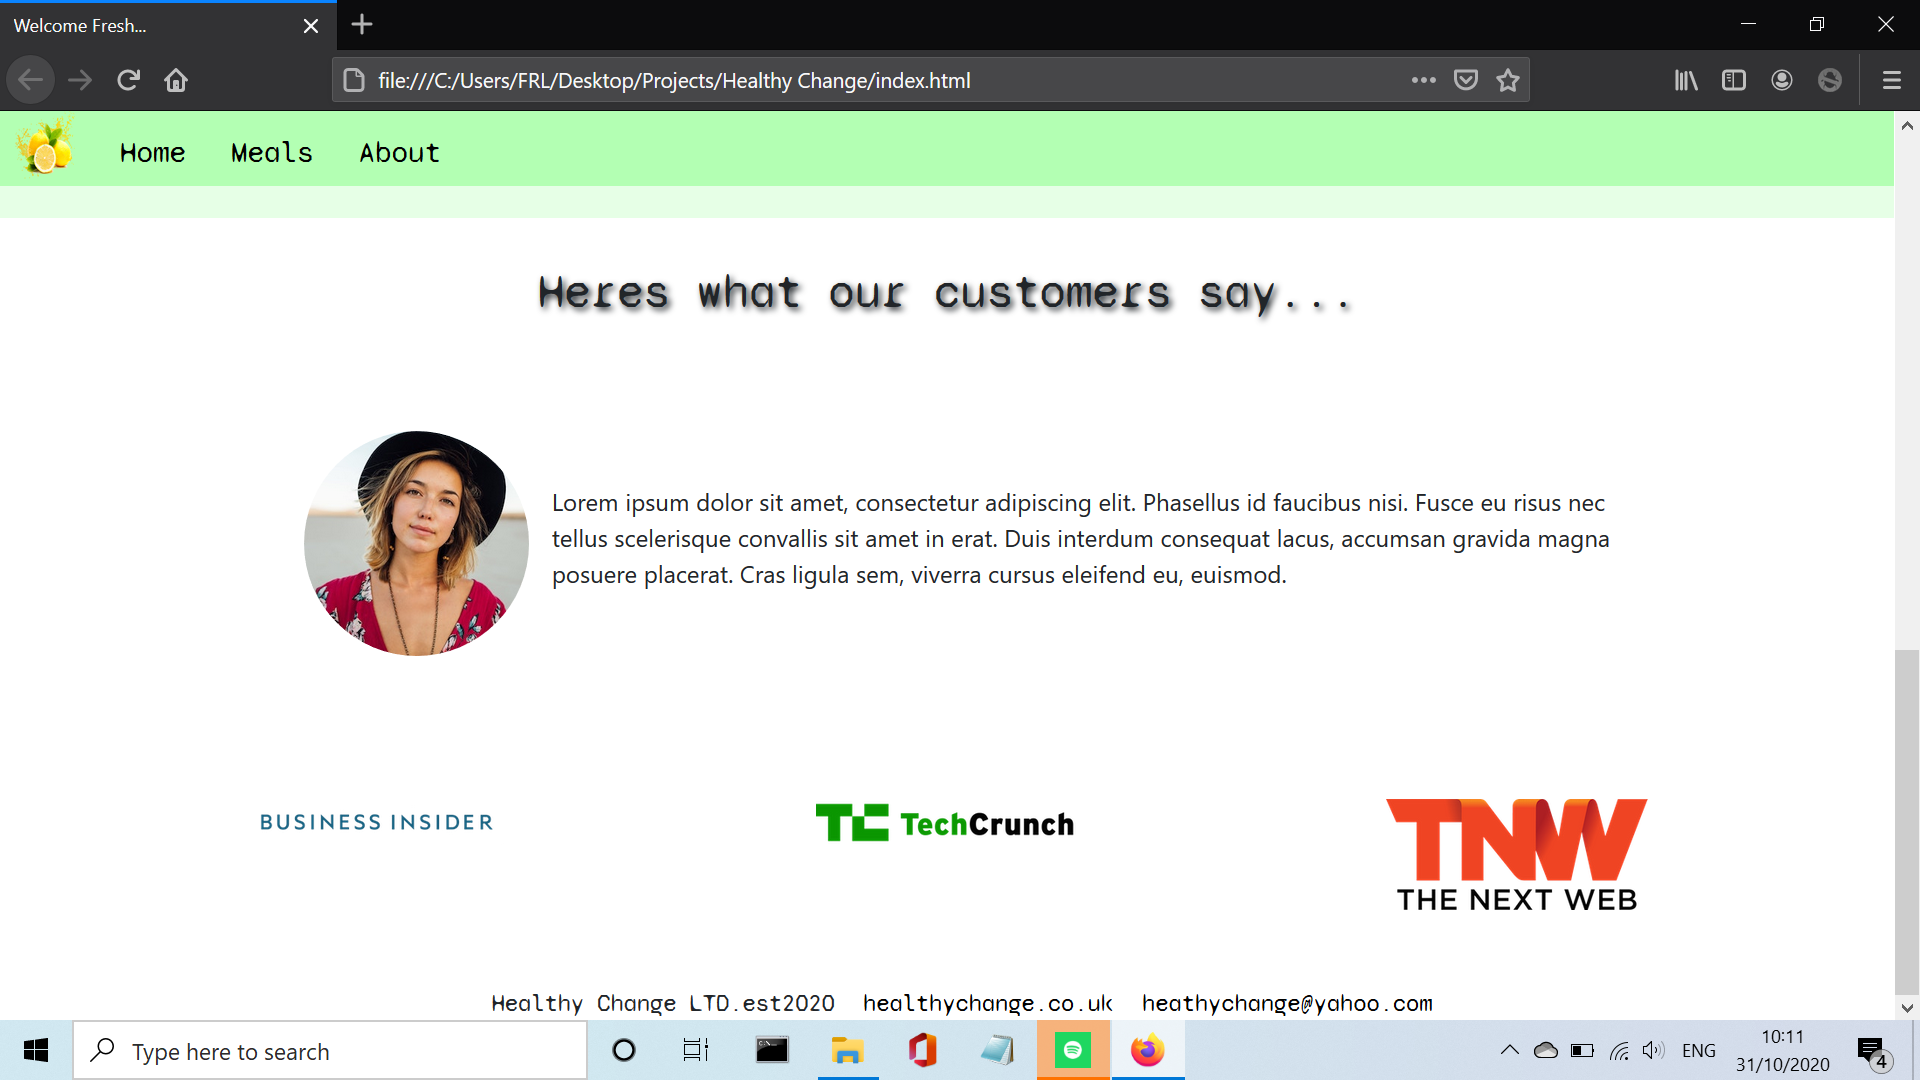 Welcome Fresh...
file:///C:/Users/FRL/Desktop/Projects/Healthy Change/index.html
Home Meals About
Heres what our customers say...
Lorem ipsum dolor sit amet, consectetur adipiscing elit. Phasellus id faucibus nisi. Fusce eu risus nec
tellus scelerisque convallis sit amet in erat. Duis interdum consequat lacus, accumsan gravida magna
posuere placerat. Cras ligula sem, viverra cursus eleifend eu, euismod.
BUSINESS INSIDER
TC TechCrunch
TNW
THE NEXT WEB
Healthy Change LTD.est2020 healthychange.co.uk heathychange@yahoo.com
Type here to search
ENG
10:11
31/10/2020
4